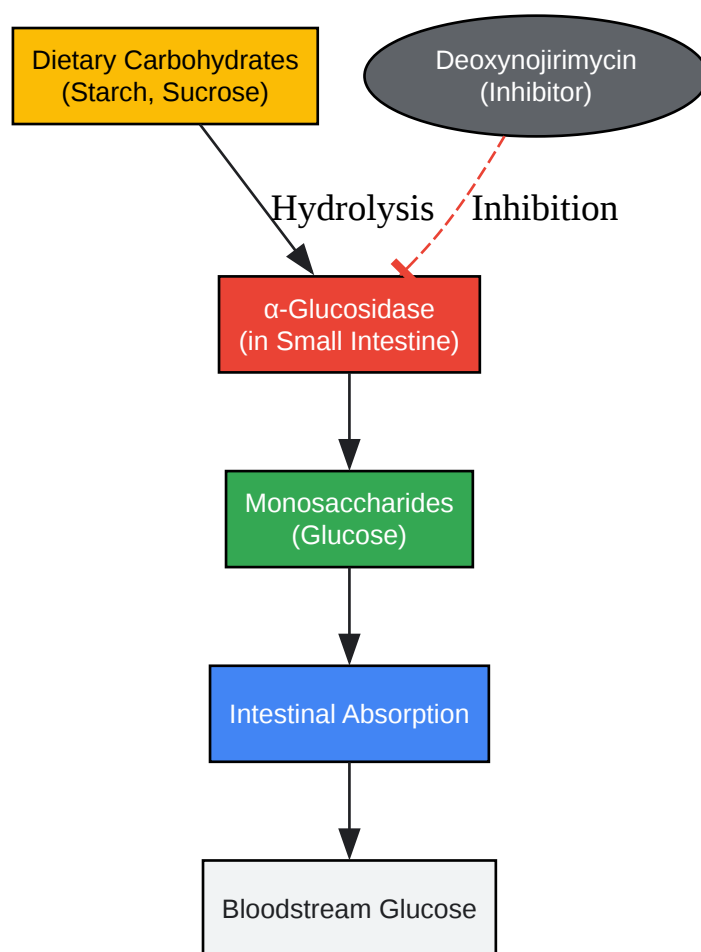 Dietary Carbohydrates
(Starch, Sucrose)
Deoxynojirimycin
(Inhibitor)
Hydrolysis
Inhibition
α-Glucosidase
(in Small Intestine)
Monosaccharides
(Glucose)
Intestinal Absorption
Bloodstream Glucose